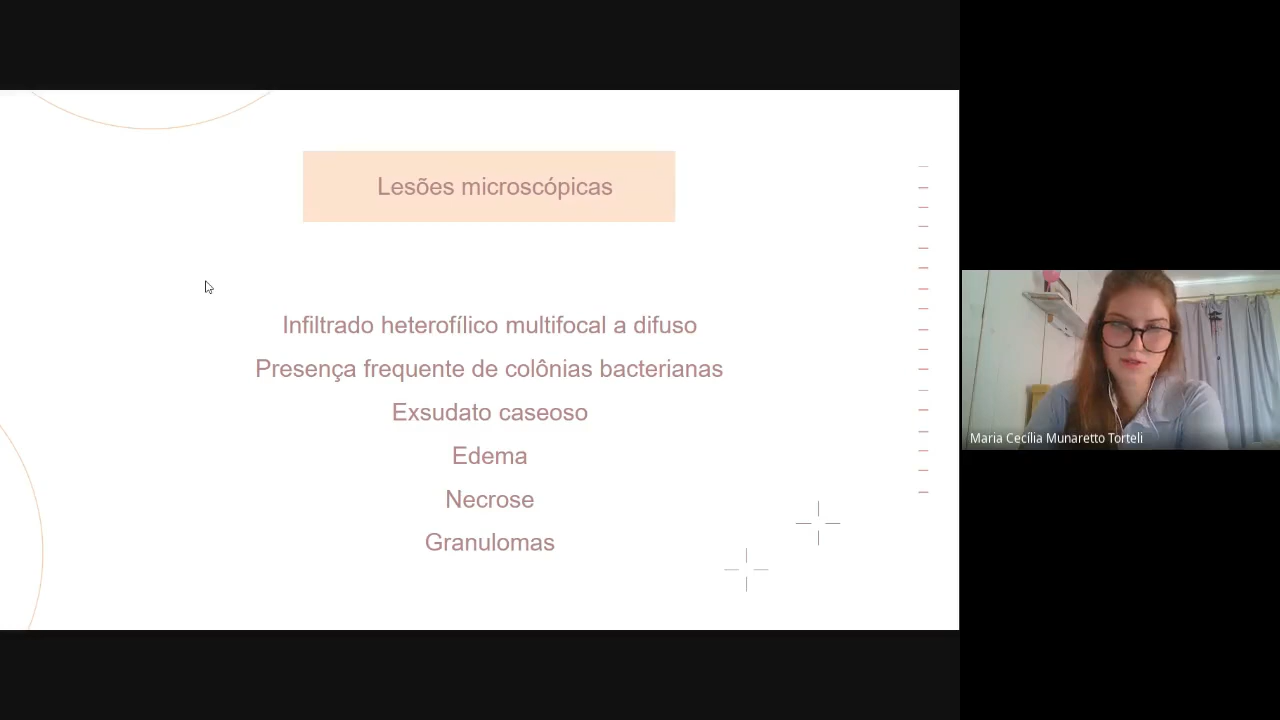 Lesões microscópicas
Infiltrado heterofílico multifocal a difuso
Presença frequente de colônias bacterianas
Exsudato caseoso
Edema
Necrose
Granulomas
Maria Cecília Munaretto Torteli